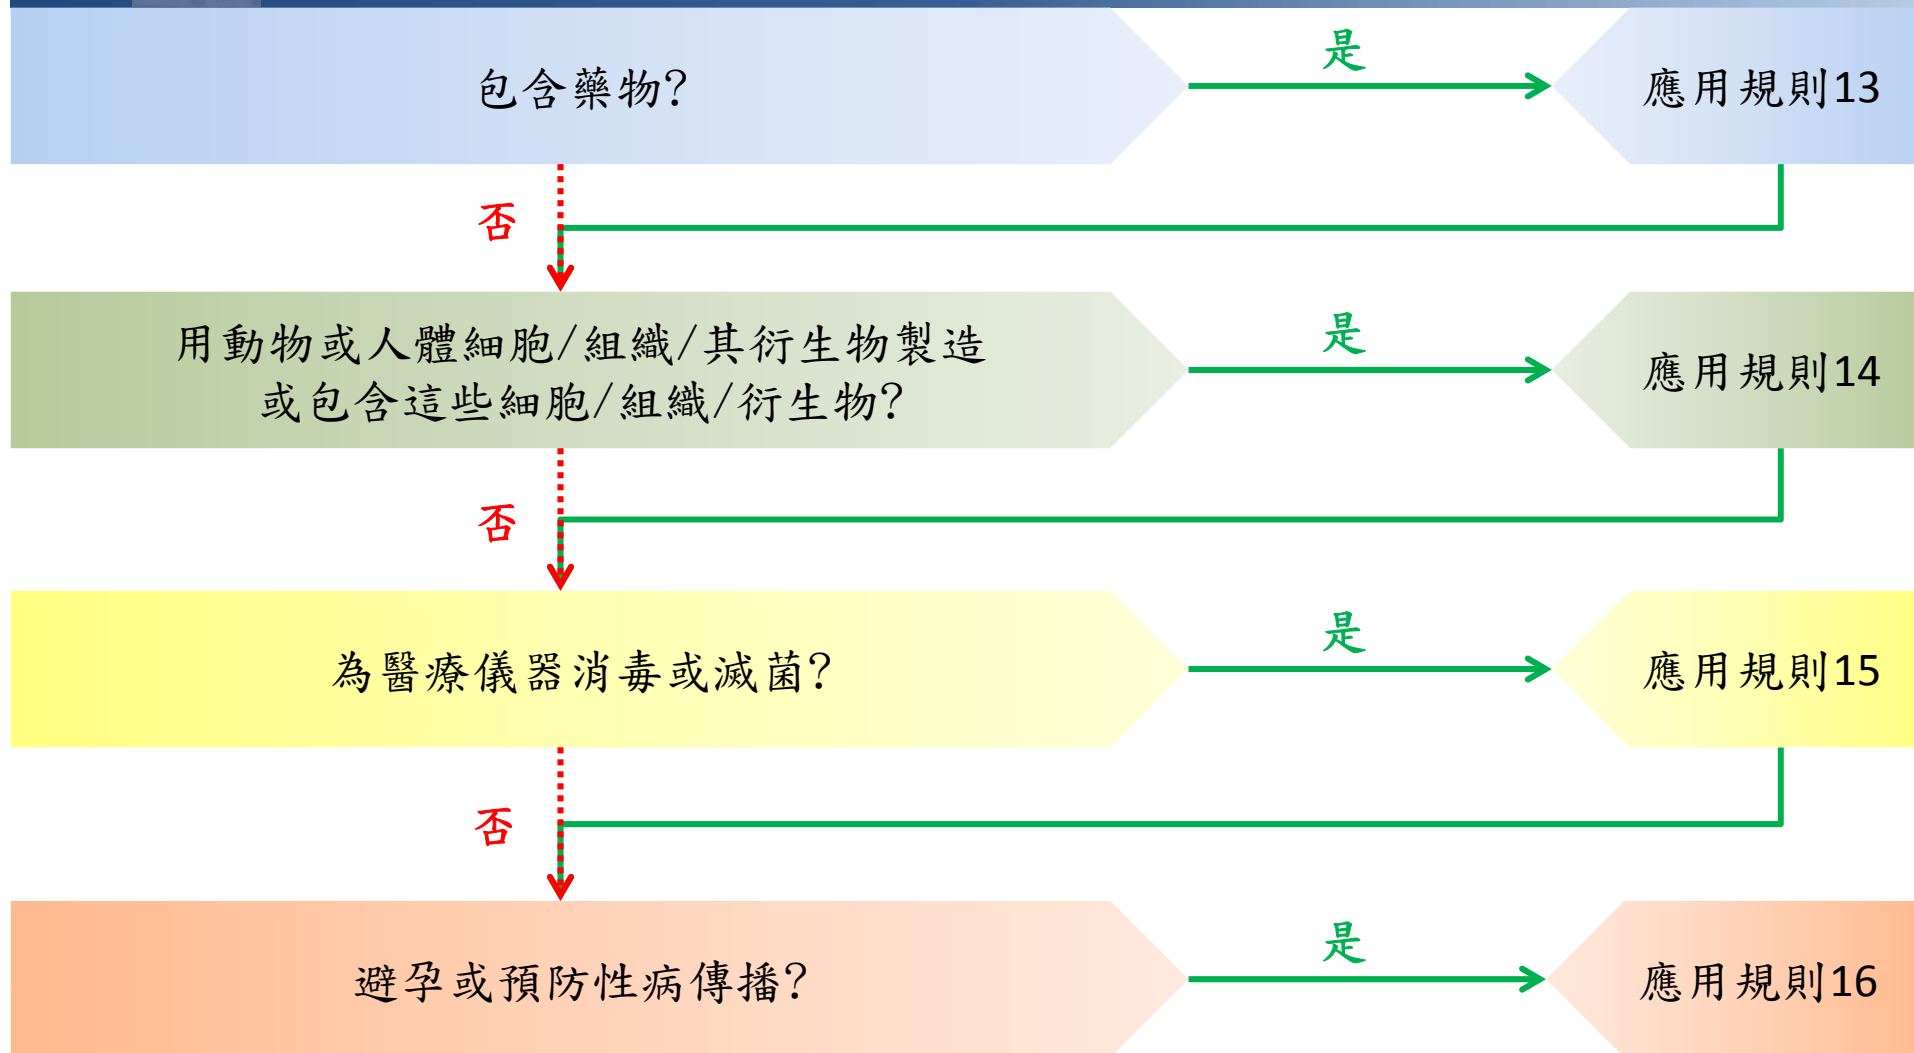 包含藥物?
是
應用規則13
否
用動物或人體細胞/組織/其衍生物製造
或包含這些細胞/組織/衍生物?
是
應用規則14
否
為醫療儀器消毒或滅菌?
是
應用規則15
否
避孕或預防性病傳播?
是
應用規則16